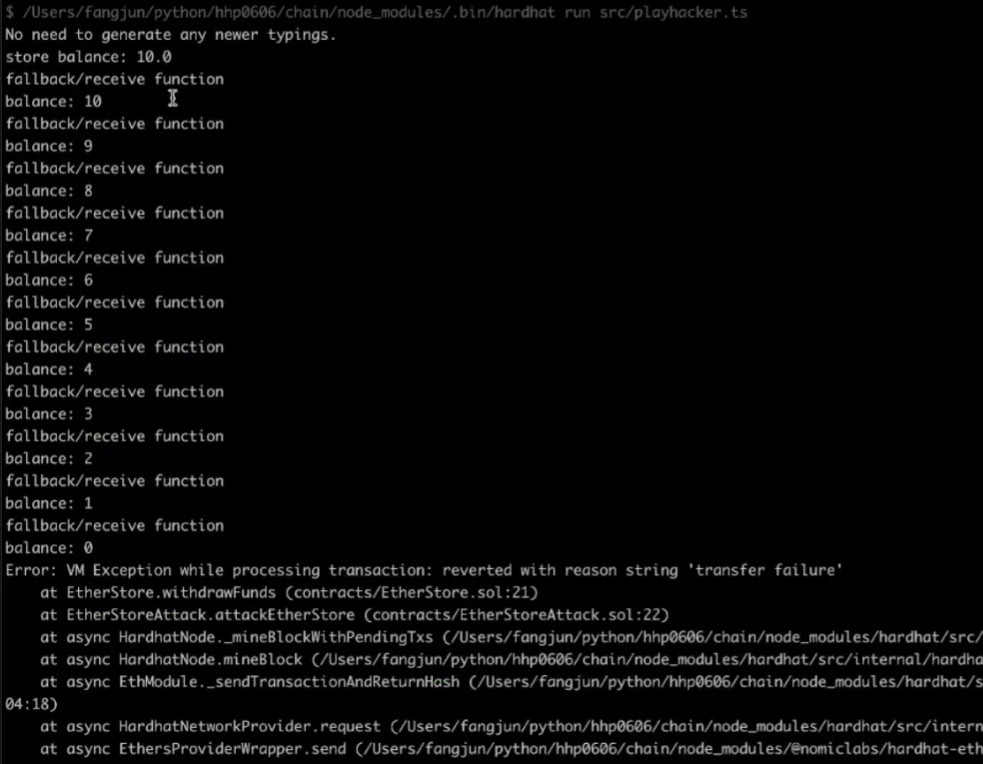 $ /Users/fangjun/python/hhp0606/chain/node_modules/.bin/hardhat run src/playhacker.ts
No need to generate any newer typings.
store balance: 10.0
fallback/receive function
balance: 10
fallback/receive function
balance: 9
fallback/receive function
balance: 8
fallback/receive function
balance: 7
fallback/receive function
balance: 6
fallback/receive function
balance: 5
fallback/receive function
balance: 4
fallback/receive function
balance: 3
fallback/receive function
balance: 2
fallback/receive function
balance: 1
fallback/receive function
balance: 0
Error: VM Exception while processing transaction: reverted with reason string 'transfer failure'
    at EtherStore.withdrawFunds (contracts/EtherStore.sol:21)
    at EtherStoreAttack.attackEtherStore (contracts/EtherStoreAttack.sol:22)
    at async HardhatNode._mineBlockWithPendingTxs (/Users/fangjun/python/hhp0606/chain/node_modules/hardhat/src/
    at async HardhatNode.mineBlock (/Users/fangjun/python/hhp0606/chain/node_modules/hardhat/src/internal/hardha
    at async EthModule._sendTransactionAndReturnHash (/Users/fangjun/python/hhp0606/chain/node_modules/hardhat/s
04:18)
    at async HardhatNetworkProvider.request (/Users/fangjun/python/hhp0606/chain/node_modules/hardhat/src/intern
    at async EthersProviderWrapper.send (/Users/fangjun/python/hhp0606/chain/node_modules/@nomiclabs/hardhat-eth